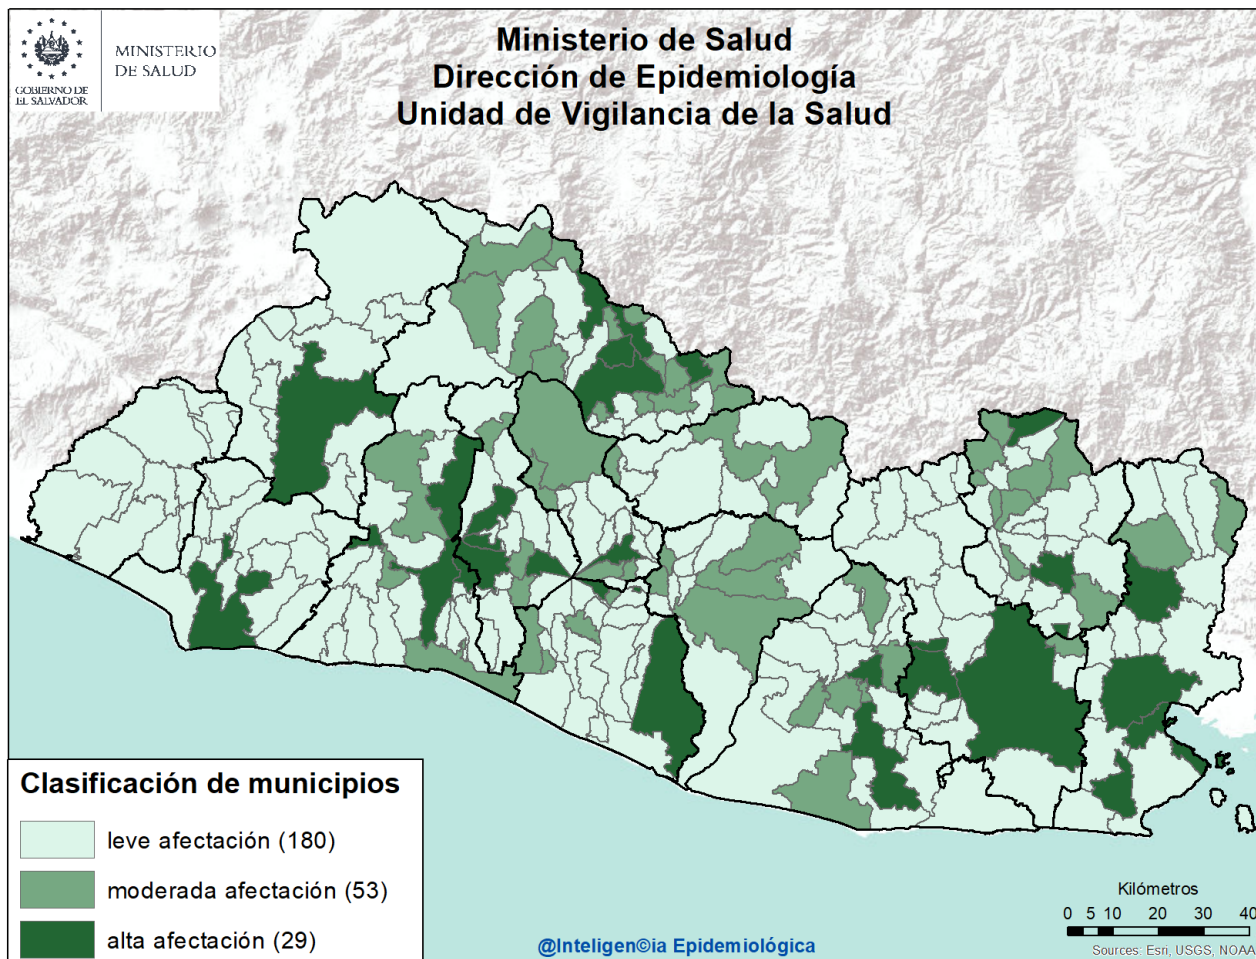 GOBIERNO DE
EL SALVADOR
MINISTERIO
DE SALUD
Ministerio de Salud
Dirección de Epidemiología
Unidad de Vigilancia de la Salud
Clasificación de municipios
leve afectación (180)
moderada afectación (53)
alta afectación (29)
@Inteligen©ia Epidemiológica
Kilómetros
0 5 10 20 30 40
Sources: Esri, USGS, NOAA